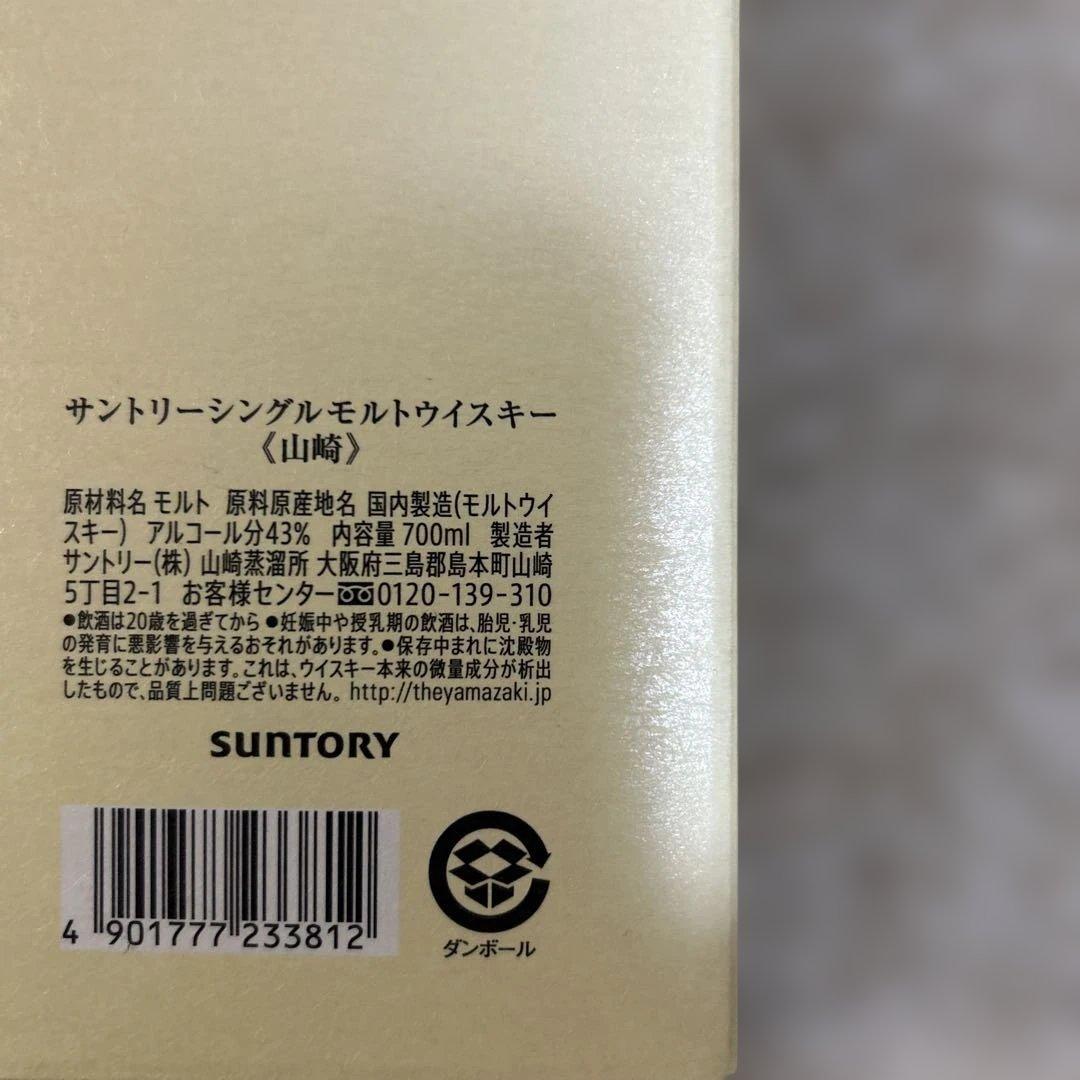 サントリーシングルモルトウイスキー
《山崎》
原材料名 モルト 原料原産地名 国内製造(モルトウイ
スキー) アルコール分43% 内容量 700ml 製造者
サントリー(株) 山崎蒸溜所 大阪府三島郡島本町山崎
5丁目2-1 お客様センター 0120-139-310
●飲酒は20歳を過ぎてから ●妊娠中や授乳期の飲酒は、胎児・乳児
の発育に悪影響を与えるおそれがあります。●保存中まれに沈殿物
を生じることがあります。これは、ウイスキー本来の微量成分が析出
したもので、品質上問題ございません。 http://theyamazaki.jp
SUNTORY
4 901777 233812
ダンボール